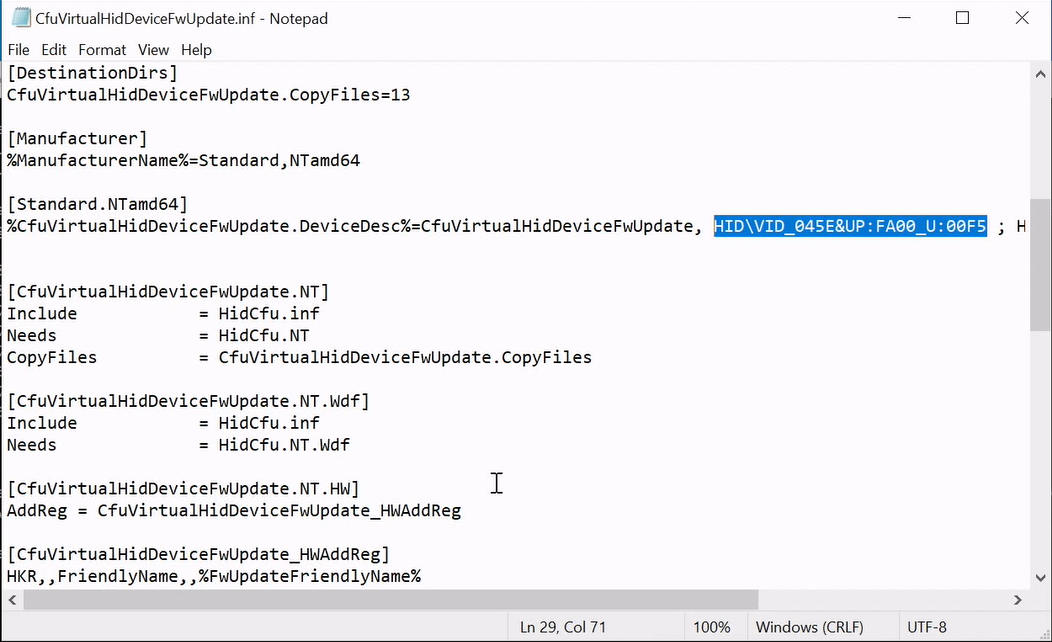 CfuVirtualHidDeviceFwUpdate.inf - Notepad
File Edit Format View Help
[DestinationDirs]
CfuVirtualHidDeviceFwUpdate.CopyFiles=13
[Manufacturer]
%ManufacturerName%=Standard,NTamd64
[Standard.NTamd64]
%CfuVirtualHidDeviceFwUpdate.DeviceDesc%=CfuVirtualHidDeviceFwUpdate, HID\VID_045E&UP:FA00_U:00F5 ; H
[CfuVirtualHidDeviceFwUpdate.NT]
Include            = HidCfu.inf
Needs              = HidCfu.NT
CopyFiles          = CfuVirtualHidDeviceFwUpdate.CopyFiles
[CfuVirtualHidDeviceFwUpdate.NT.Wdf]
Include            = HidCfu.inf
Needs              = HidCfu.NT.Wdf
[CfuVirtualHidDeviceFwUpdate.NT.HW]
AddReg = CfuVirtualHidDeviceFwUpdate_HWAddReg
[CfuVirtualHidDeviceFwUpdate_HWAddReg]
HKR,,FriendlyName,,%FwUpdateFriendlyName%
Ln 29, Col 71 100% Windows (CRLF) UTF-8